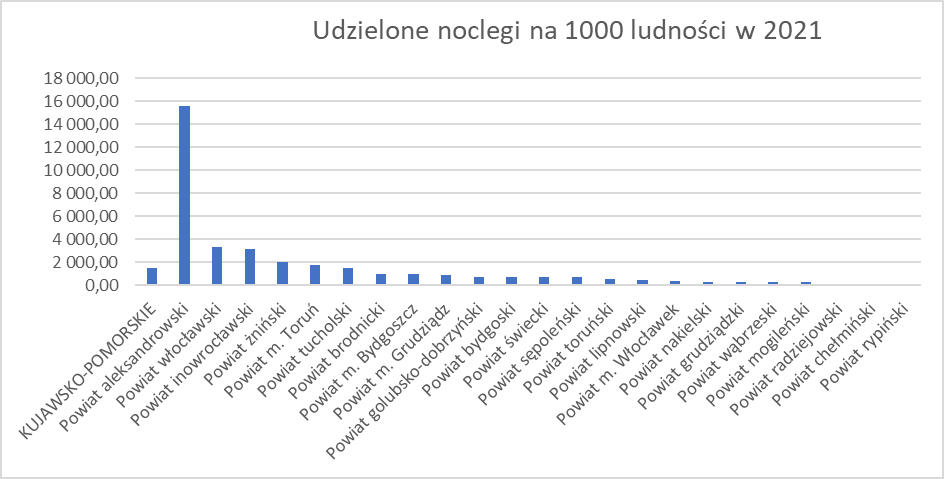 Udzielone noclegi na 1000 ludności w 2021
18 000,00
16 000,00
14 000,00
12 000,00
10 000,00
8 000,00
6 000,00
4 000,00
2 000,00
0,00
KUJAWSKO-POMORSKIE
Powiat aleksandrowski
Powiat włocławski
Powiat inowrocławski
Powiat żniński
Powiat m. Toruń
Powiat tucholski
Powiat brodnicki
Powiat m. Bydgoszcz
Powiat m. Grudziądz
Powiat golubsko-dobrzyński
Powiat bydgoski
Powiat świecki
Powiat sępoleński
Powiat toruński
Powiat lipnowski
Powiat m. Włocławek
Powiat nakielski
Powiat grudziądzki
Powiat wąbrzeski
Powiat mogileński
Powiat radziejowski
Powiat chełmiński
Powiat rypiński